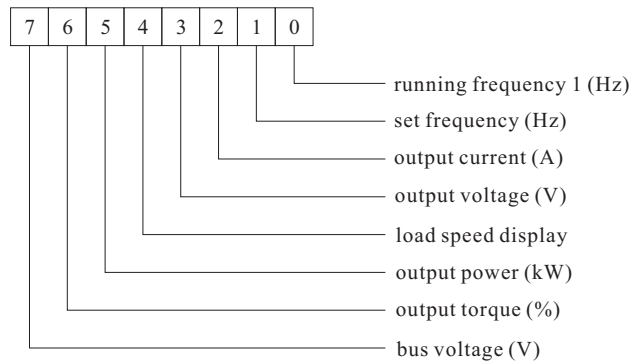 7 6 5 4 3 2 1 0
running frequency 1 (Hz)
set frequency (Hz)
output current (A)
output voltage (V)
load speed display
output power (kW)
output torque (%)
bus voltage (V)